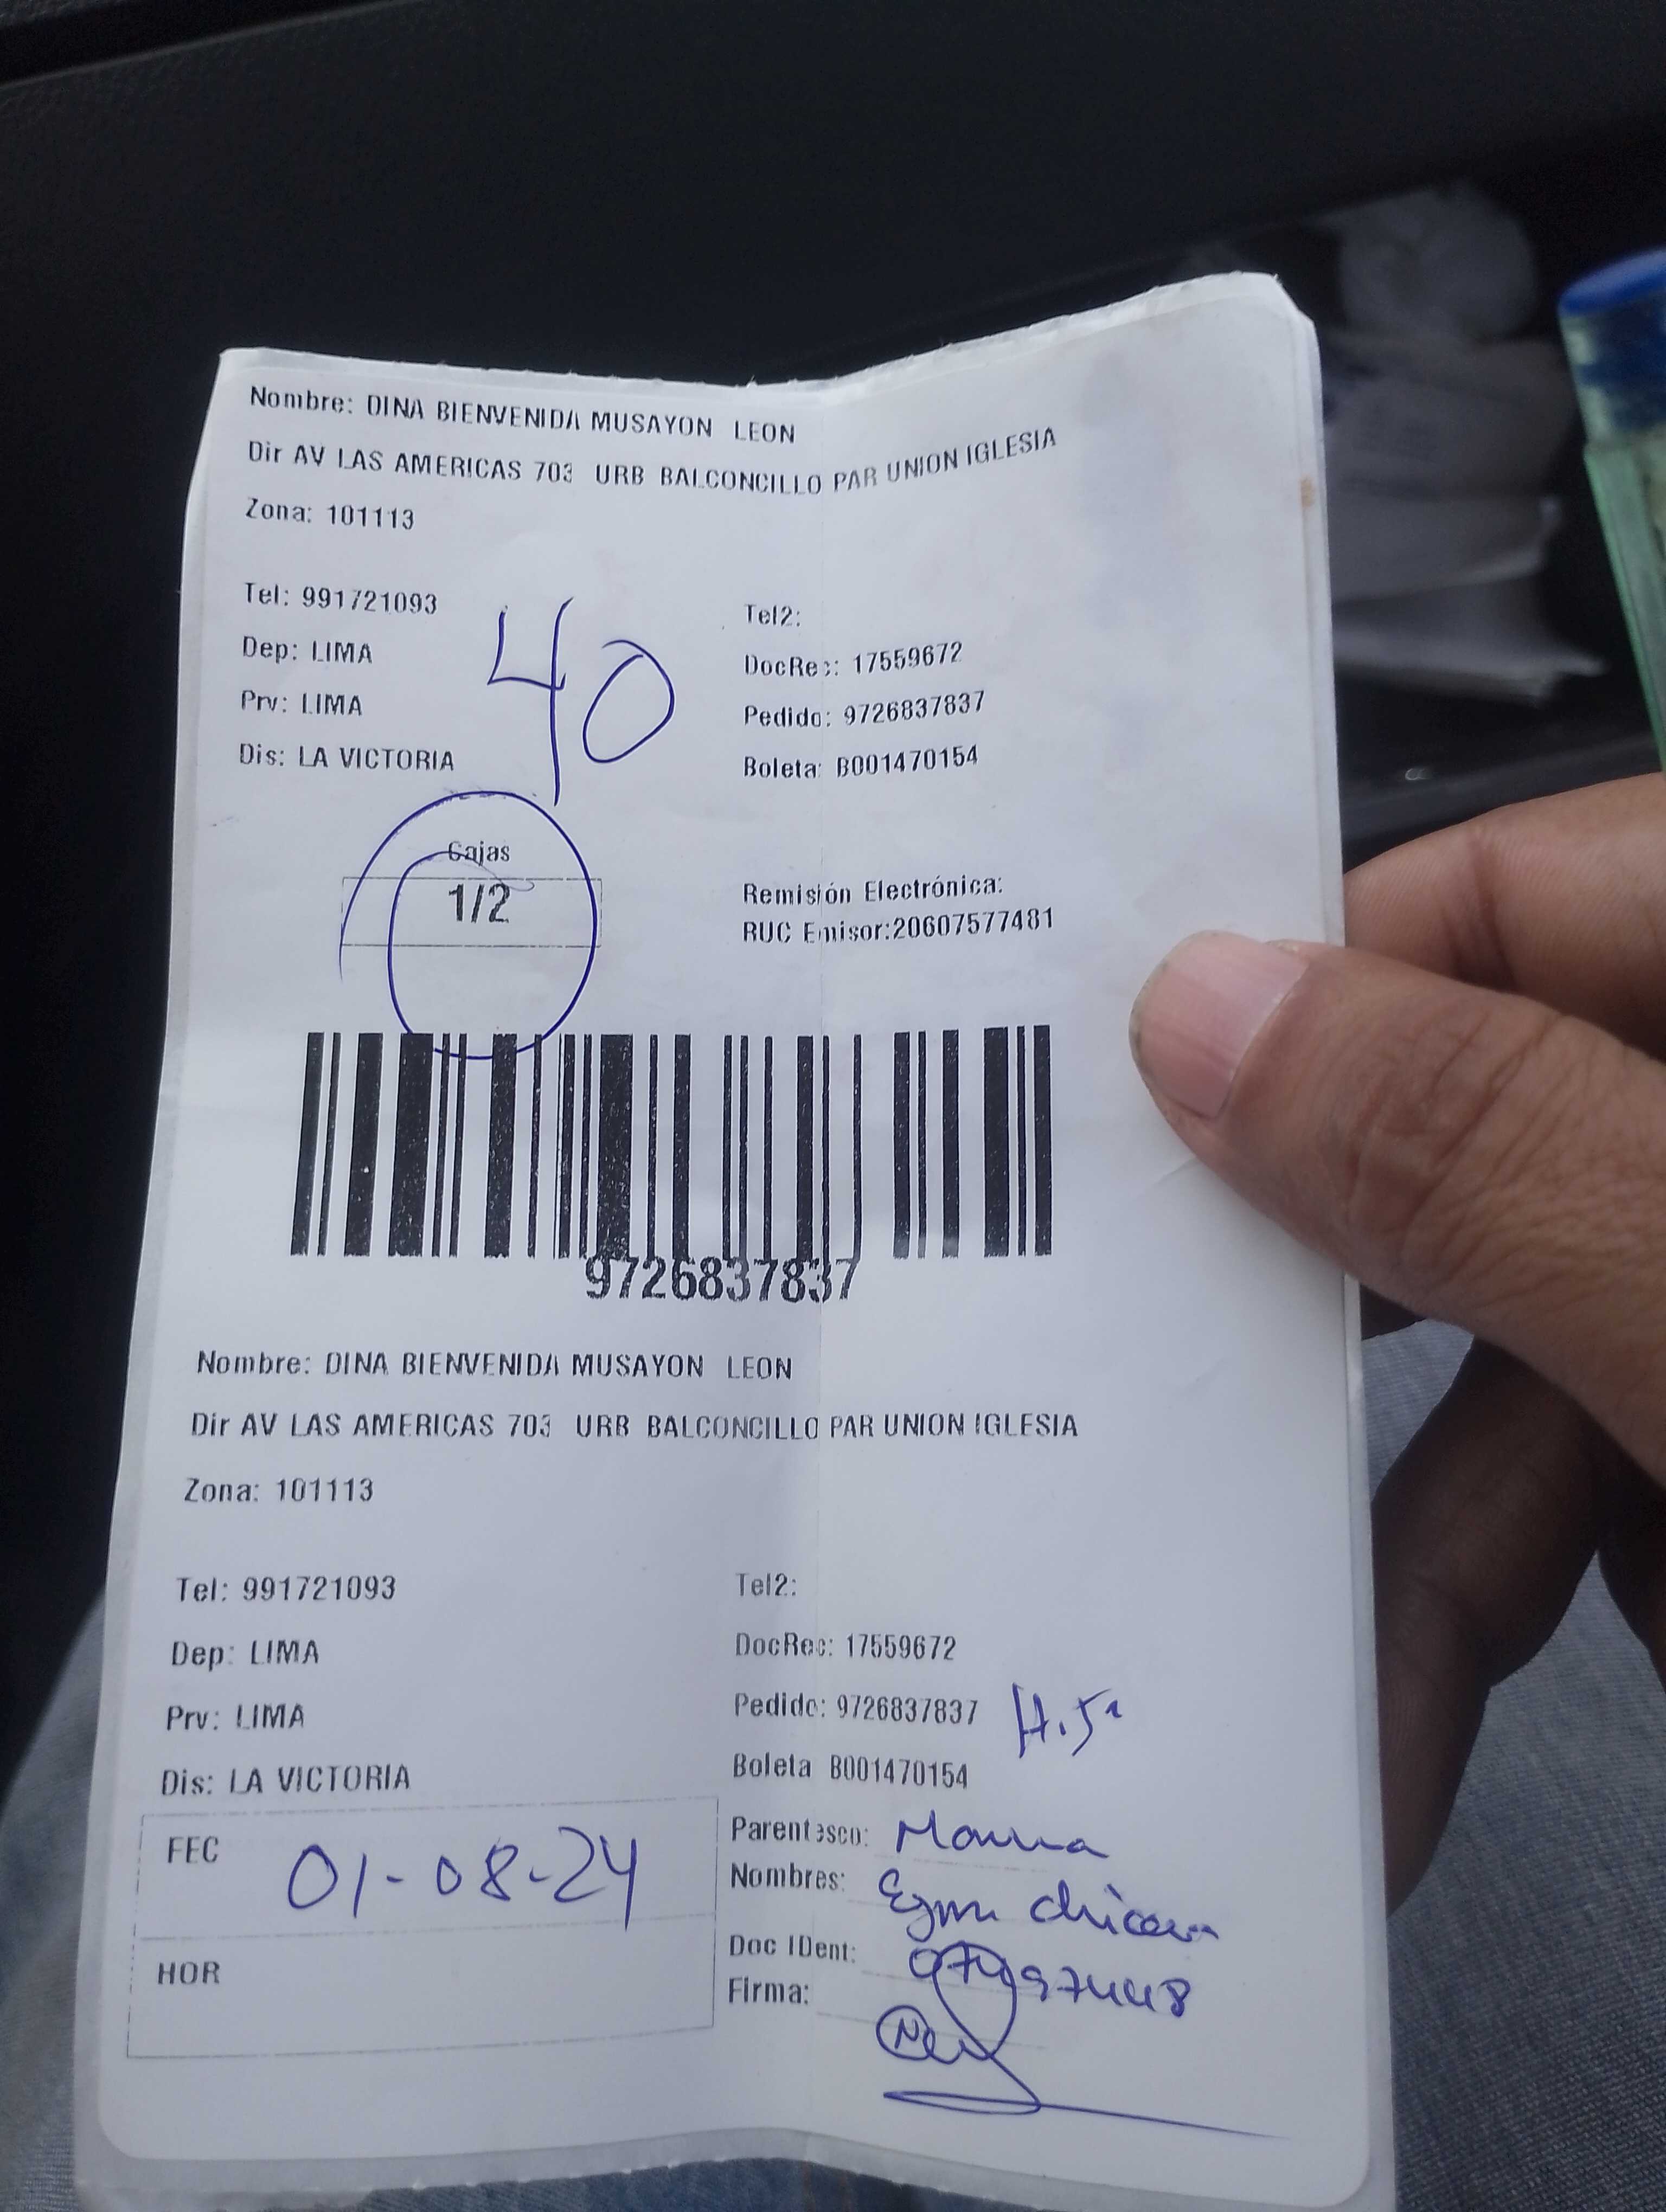 Nombre: DINA BIENVENIDA MUSAYON LEON
Dir AV LAS AMERICAS 703 URB BALCONCILLO PAR UNION IGLESIA
Zona: 101113
Tel: 991721093
Tel2:
40
Dep: LIMA
DocRec: 17559672
Prv: LIMA
Pedido: 9726837837
Dis: LA VICTORIA
Boleta: B001470154
Cajas
1/2
Remisión Electrónica:
RUC Emisor:20607577481
9726837837
Nombre: DINA BIENVENIDA MUSAYON LEON
Dir AV LAS AMERICAS 703 URB BALCONCILLO PAR UNION IGLESIA
Zona: 101113
Tel: 991721093
Tel2:
Dep: LIMA
DocRec: 17559672
Prv: LIMA
Pedido: 9726837837
Dis: LA VICTORIA
Boleta B001470154
FEC 01-08-24
HOR
Parentesco:
Nombres:
Doc IDent:
Firma: